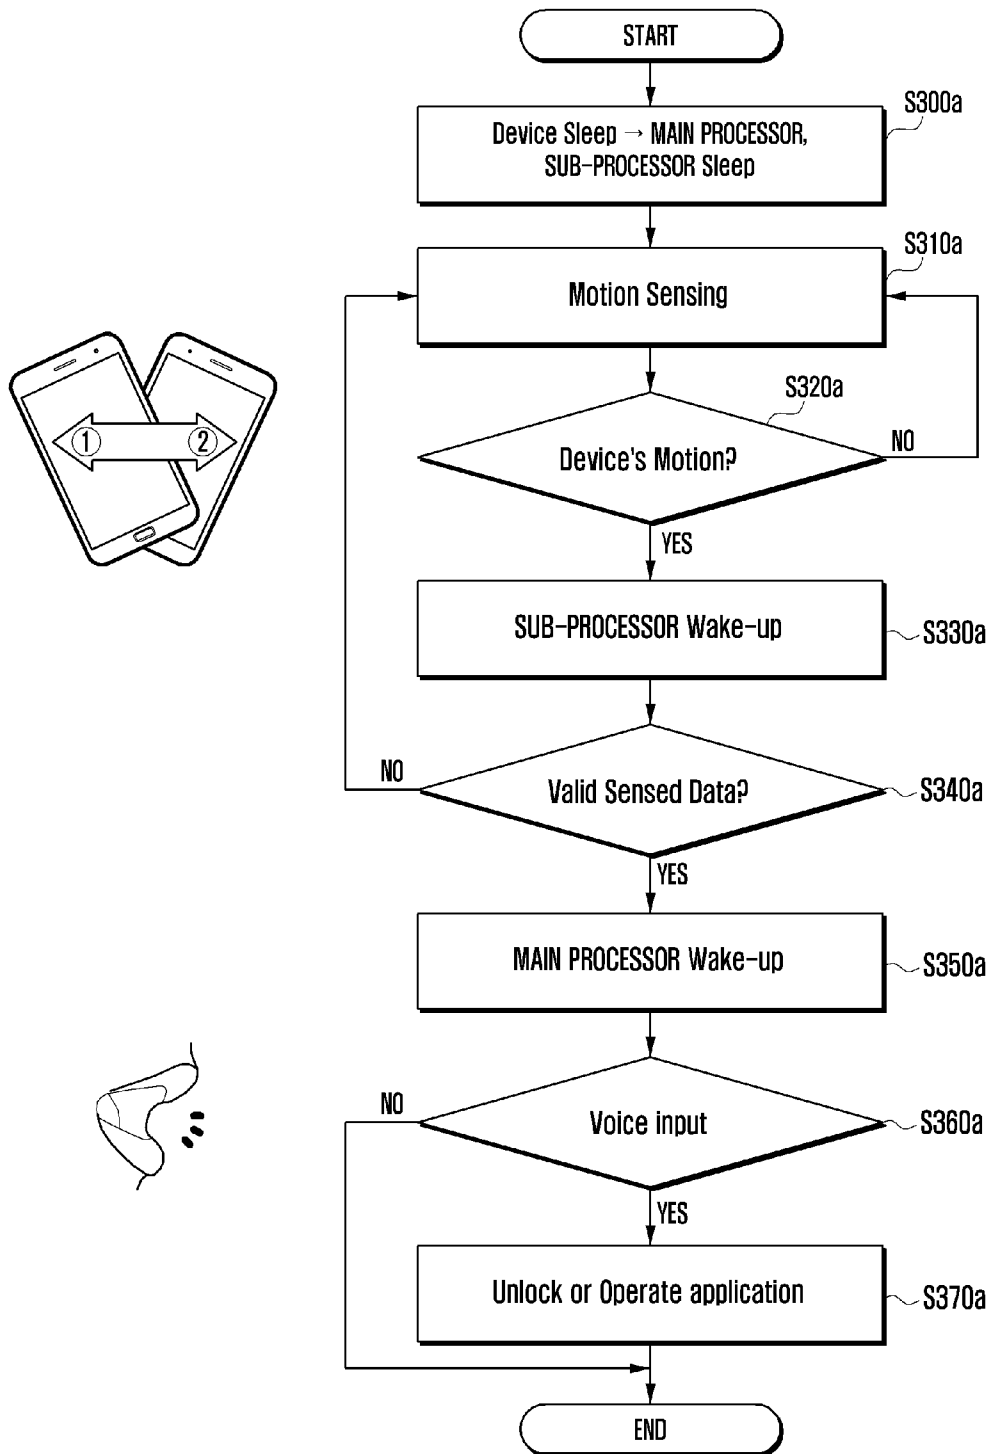 START
S300a
Device Sleep → MAIN PROCESSOR,
SUB-PROCESSOR Sleep
S310a
Motion Sensing
S320a
① ②
Device's Motion?
NO
YES
SUB-PROCESSOR Wake-up
S330a
NO
Valid Sensed Data?
S340a
YES
MAIN PROCESSOR Wake-up
S350a
NO
Voice input
S360a
YES
Unlock or Operate application
S370a
END